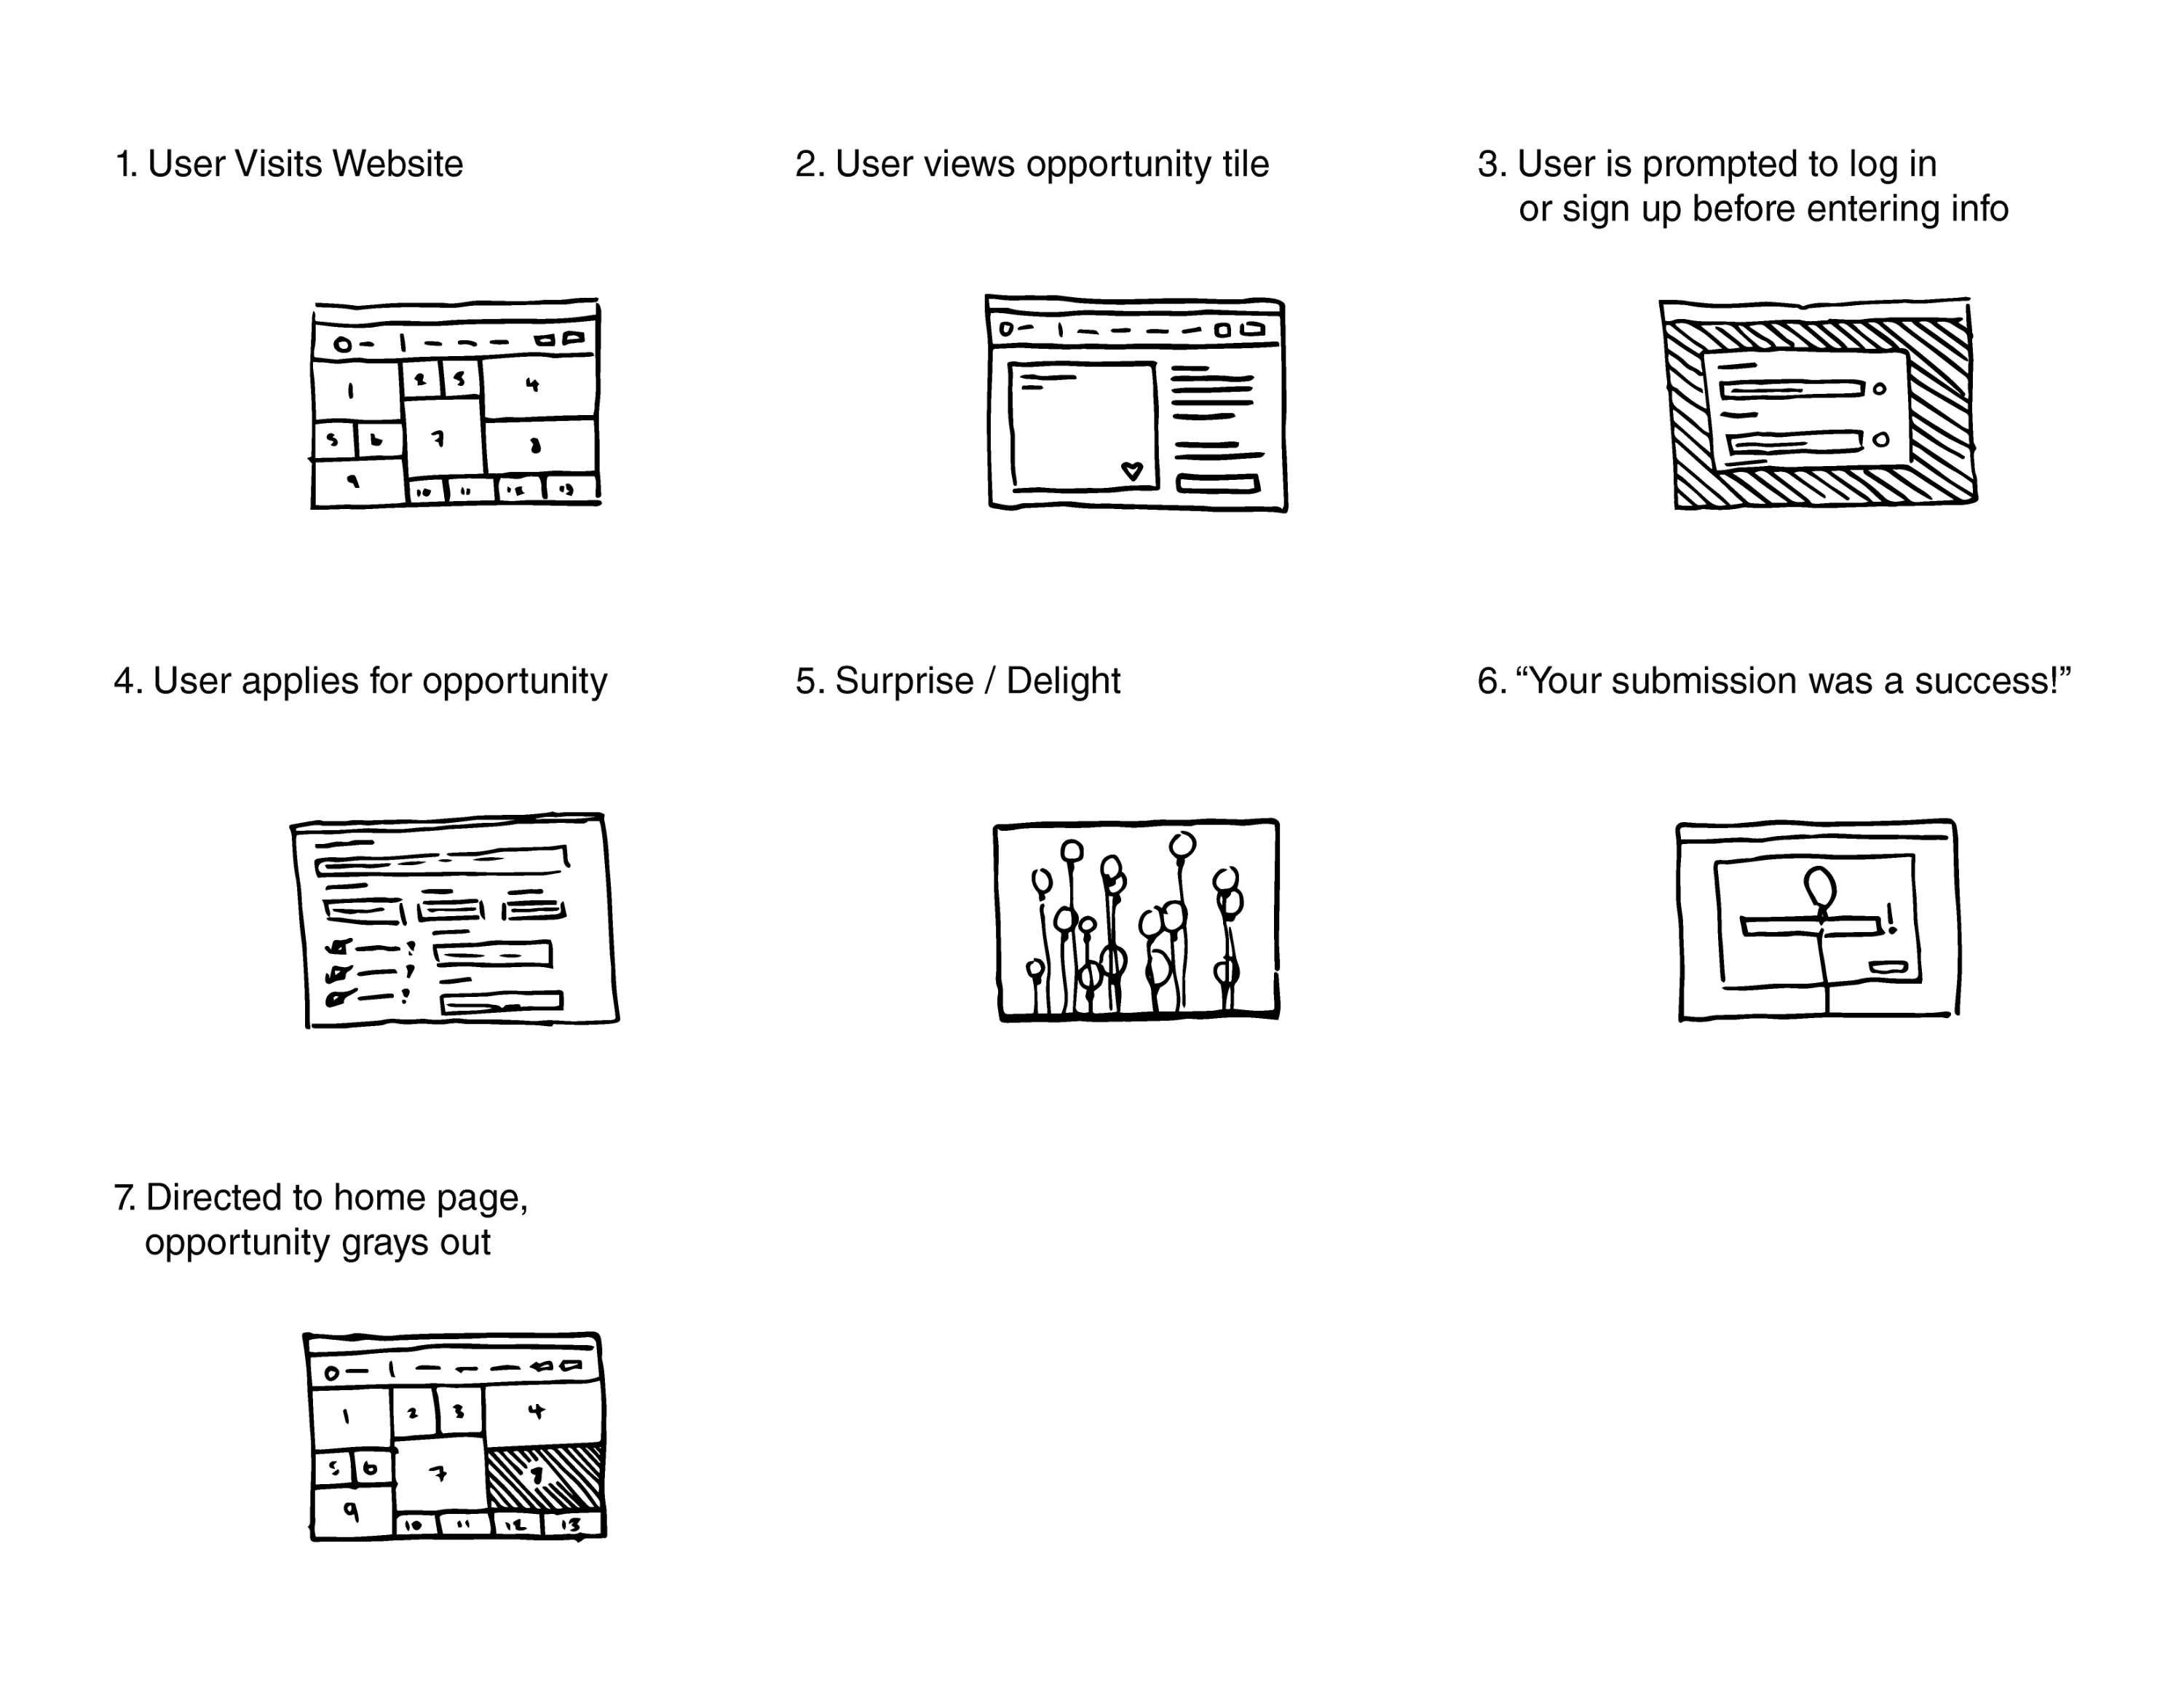 1. User Visits Website
2. User views opportunity tile
3. User is prompted to log in
or sign up before entering info
1
2
3
4
5
6
7
8
9
10
11
12
13
4. User applies for opportunity
5. Surprise / Delight
6. “Your submission was a success!”
!
7. Directed to home page,
opportunity grays out
1
2
3
4
5
6
7
9
10
11
12
13